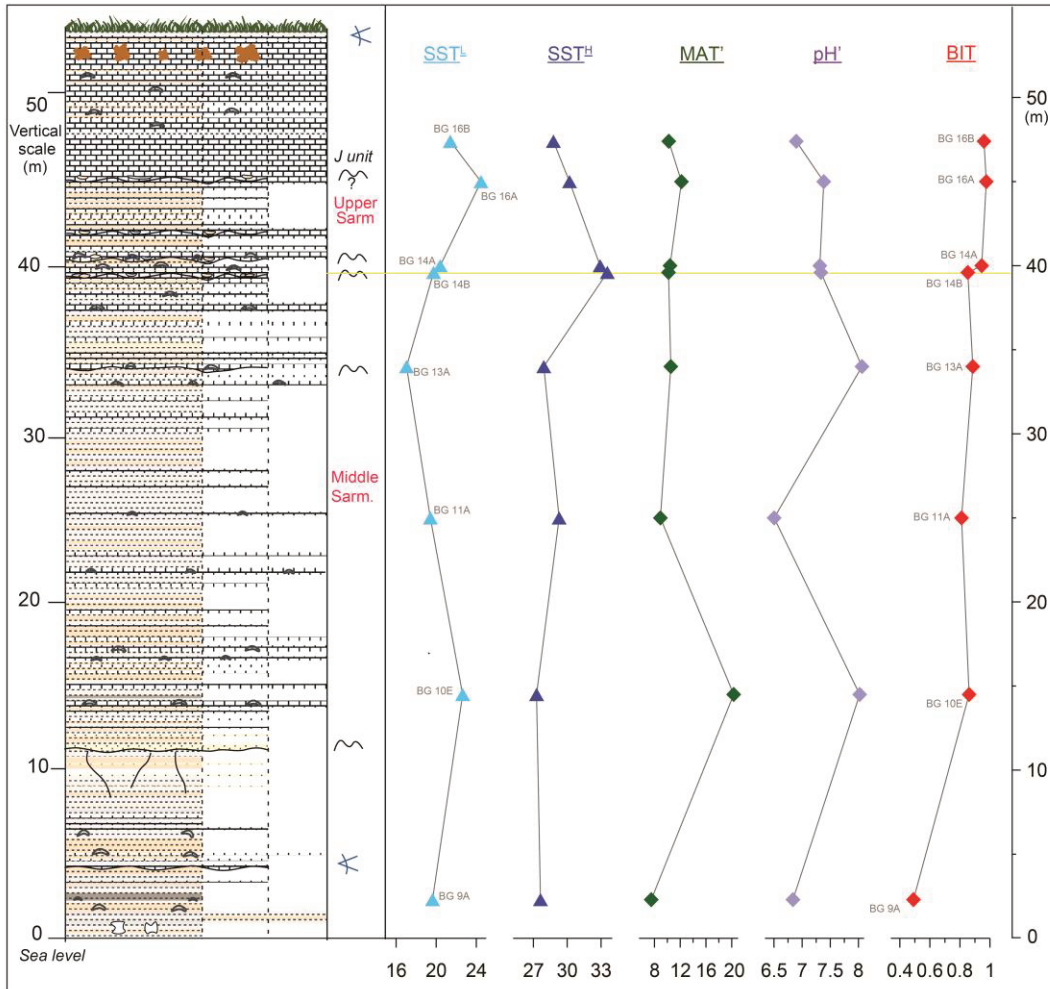 SSTᴸ SSTᴴ MAT' pH' BIT
50
Vertical
scale
(m)
50
(m)
BG 16B
BG 16B
J unit
?
BG 16A
BG 16A
Upper
Sarm
40
BG 14A
BG 14B
BG 14A
BG 14B
40
BG 13A
BG 13A
30
30
Middle
Sarm.
BG 11A
BG 11A
20
20
BG 10E
BG 10E
10
10
BG 9A
BG 9A
0
0
Sea level
16 20 24 27 30 33 8 12 16 20 6.5 7 7.5 8 0.4 0.6 0.8 1